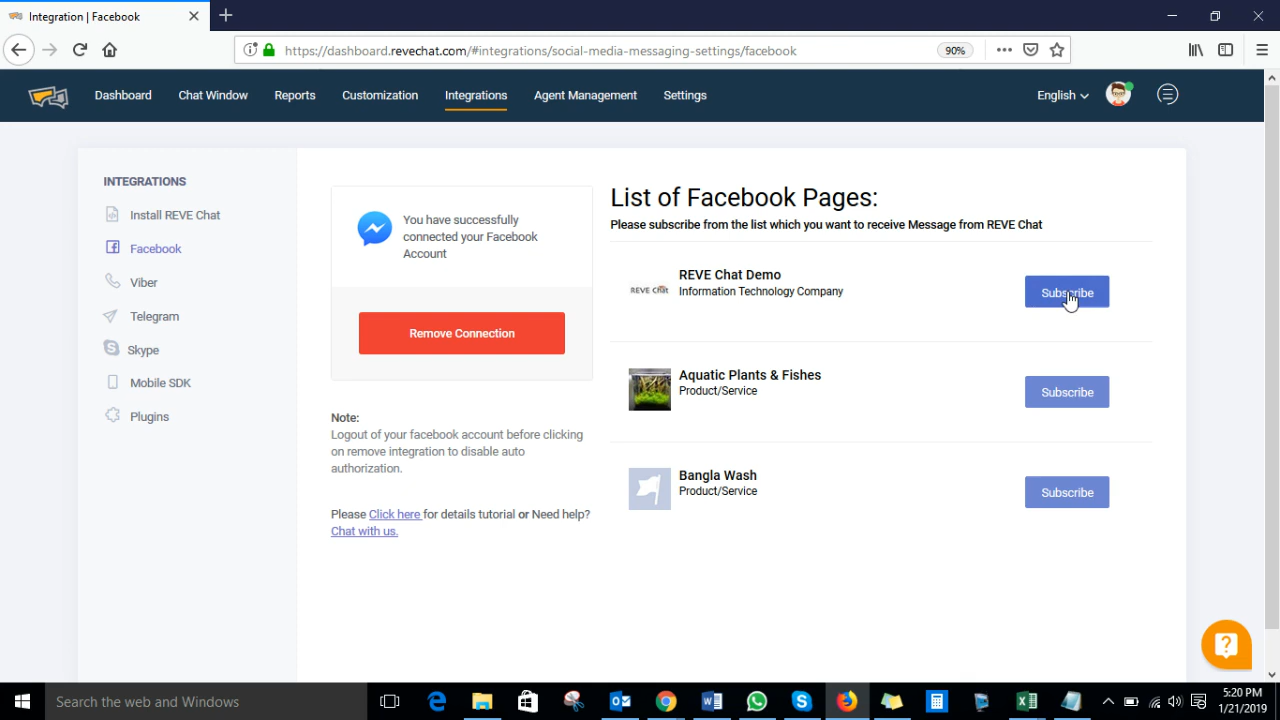 Integration | Facebook
https://dashboard.revechat.com/#integrations/social-media-messaging-settings/facebook
90%
Dashboard
Chat Window
Reports
Customization
Integrations
Agent Management
Settings
English
INTEGRATIONS
Install REVE Chat
Facebook
Viber
Telegram
Skype
Mobile SDK
Plugins
You have successfully
connected your Facebook
Account
Remove Connection
Note:
Logout of your facebook account before clicking
on remove integration to disable auto
authorization.
Please Click here for details tutorial or Need help?
Chat with us.
List of Facebook Pages:
Please subscribe from the list which you want to receive Message from REVE Chat
REVE Chat
REVE Chat Demo
Information Technology Company
Subscribe
Aquatic Plants & Fishes
Product/Service
Subscribe
Bangla Wash
Product/Service
Subscribe
Search the web and Windows
5:20 PM
1/21/2019